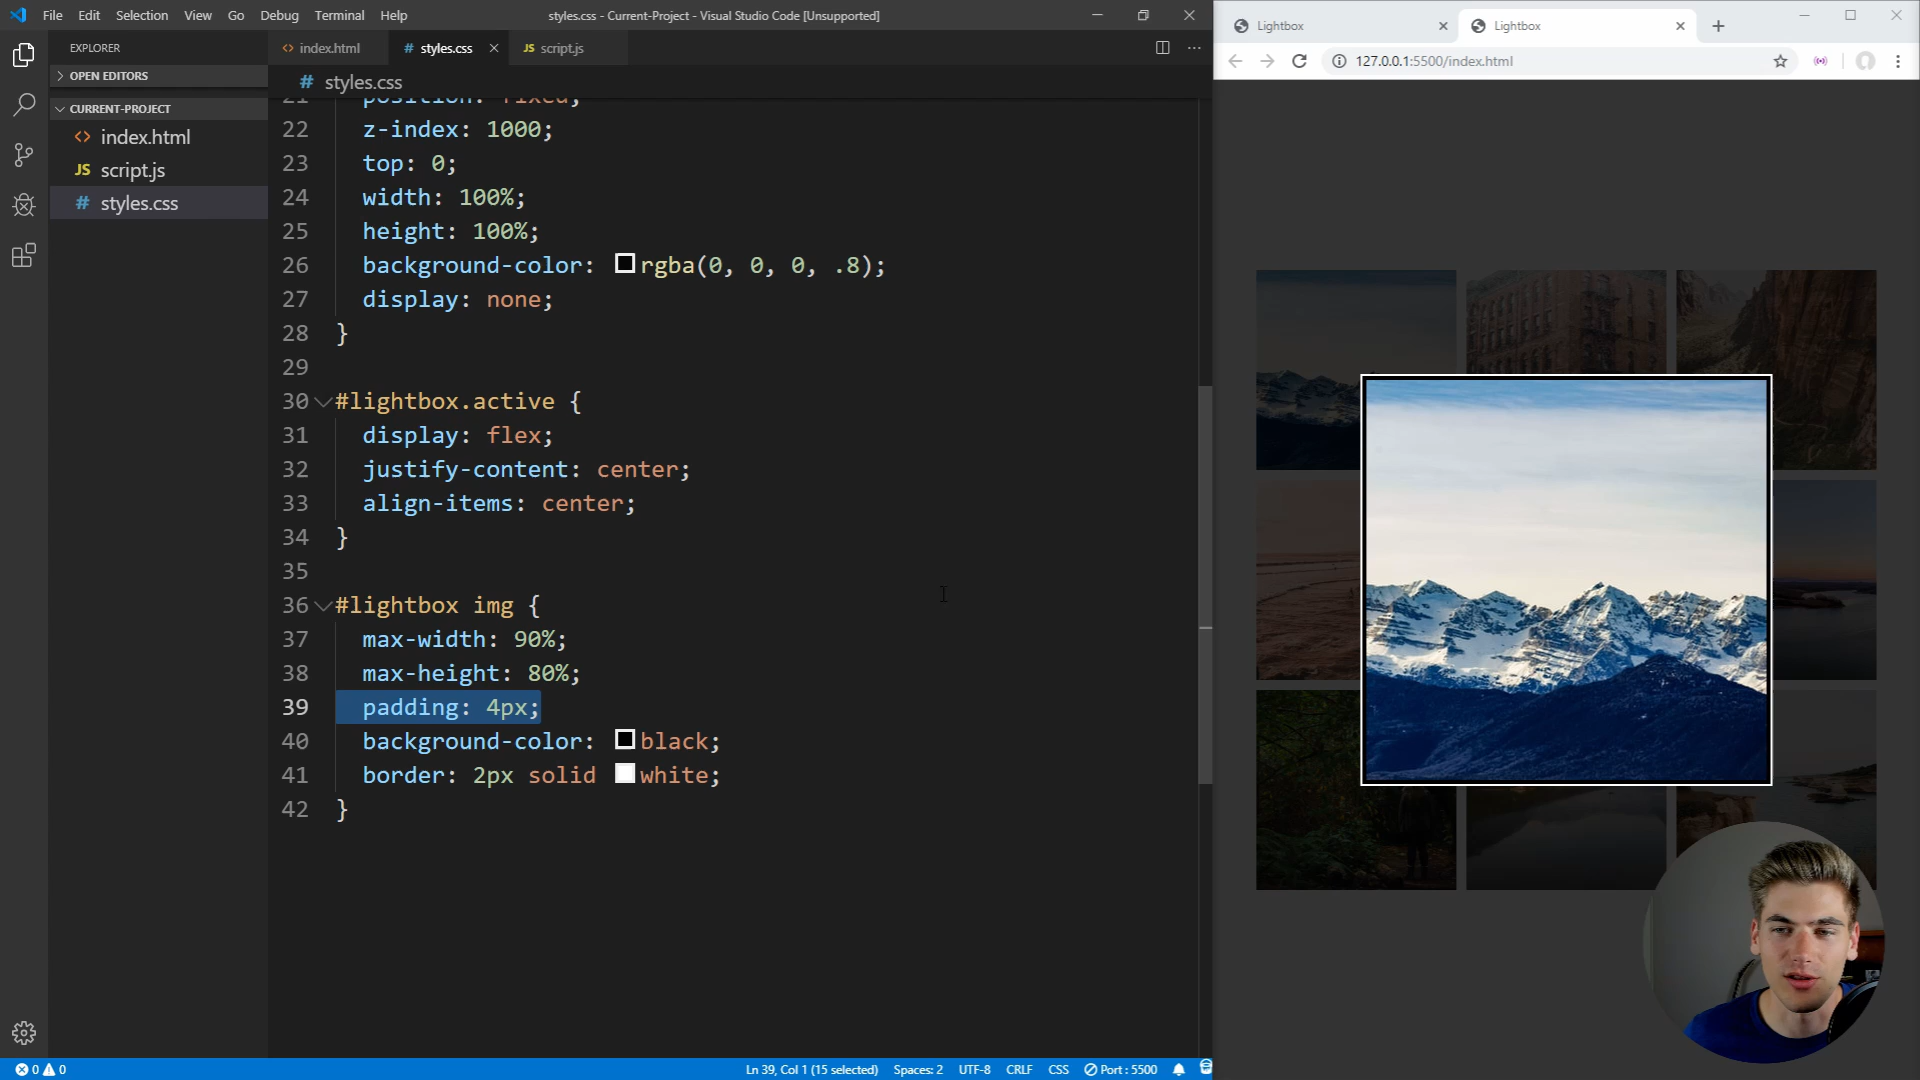 File Edit Selection View Go Debug Terminal Help
styles.css - Current-Project - Visual Studio Code [Unsupported]
EXPLORER
OPEN EDITORS
CURRENT-PROJECT
<> index.html
JS script.js
# styles.css
<> index.html
# styles.css
JS script.js
# styles.css
21 position: fixed;
22 z-index: 1000;
23 top: 0;
24 width: 100%;
25 height: 100%;
26 background-color: rgba(0, 0, 0, .8);
27 display: none;
28 }
29
30 #lightbox.active {
31 display: flex;
32 justify-content: center;
33 align-items: center;
34 }
35
36 #lightbox img {
37 max-width: 90%;
38 max-height: 80%;
39 padding: 4px;
40 background-color: black;
41 border: 2px solid white;
42 }
0 0
Ln 39, Col 1 (15 selected) Spaces: 2 UTF-8 CRLF CSS Port : 5500
Lightbox
Lightbox
127.0.0.1:5500/index.html